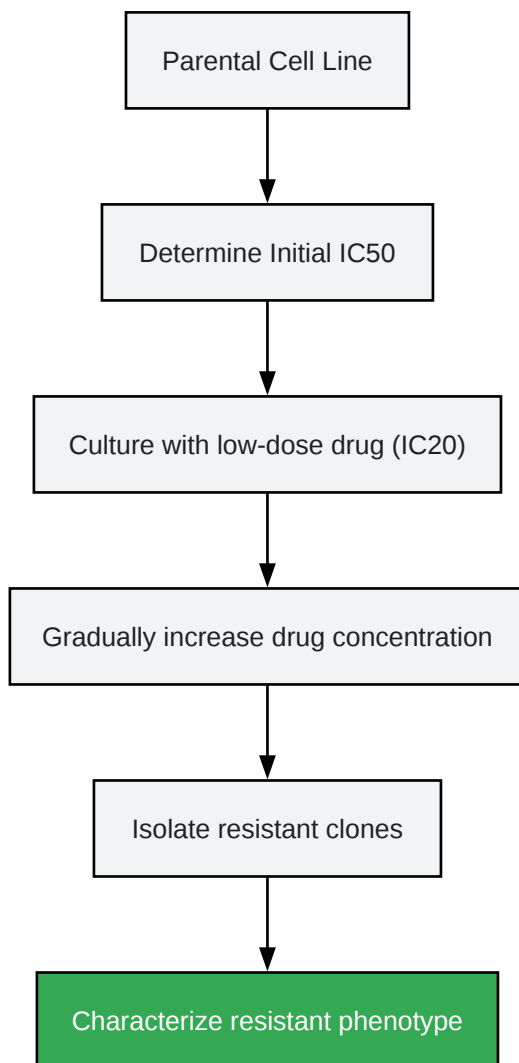 Parental Cell Line
Determine Initial IC50
Culture with low-dose drug (IC20)
Gradually increase drug concentration
Isolate resistant clones
Characterize resistant phenotype